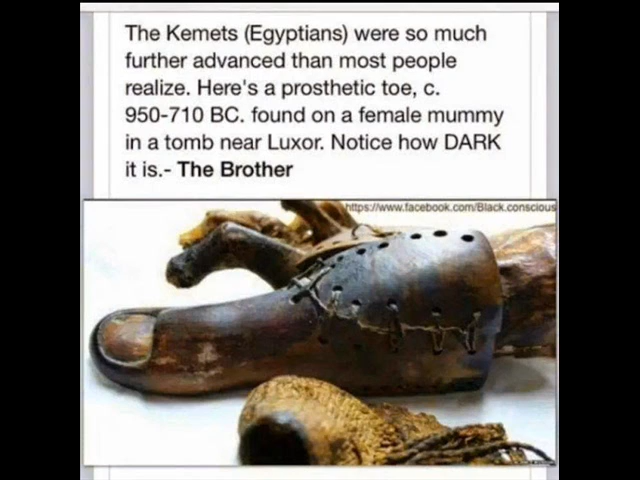 The Kemets (Egyptians) were so much
further advanced than most people
realize. Here's a prosthetic toe, c.
950-710 BC. found on a female mummy
in a tomb near Luxor. Notice how DARK
it is.- The Brother
https://www.facebook.com/Black.conscious